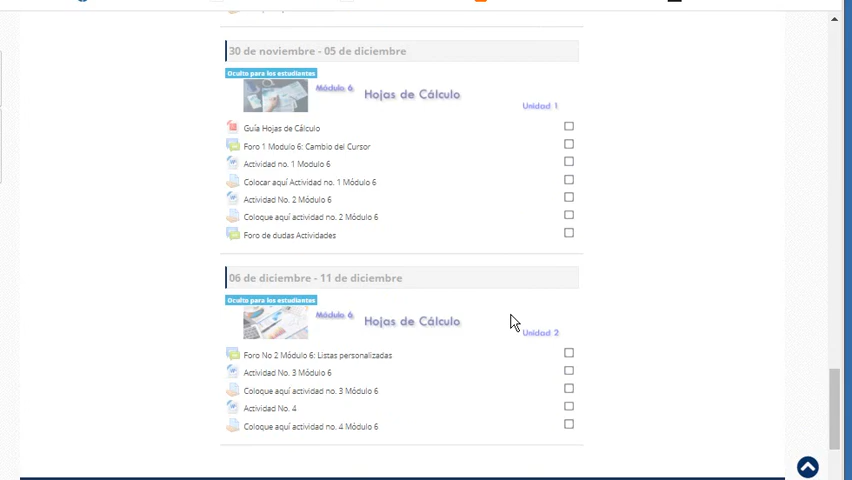 30 de noviembre - 05 de diciembre
Oculto para los estudiantes
Módulo 6: Hojas de Cálculo
Unidad 1
Guía Hojas de Cálculo
Foro 1 Modulo 6: Cambio del Cursor
Actividad no. 1 Modulo 6
Colocar aquí Actividad no. 1 Módulo 6
Actividad No. 2 Módulo 6
Coloque aquí actividad no. 2 Módulo 6
Foro de dudas Actividades
06 de diciembre - 11 de diciembre
Oculto para los estudiantes
Módulo 6: Hojas de Cálculo
Unidad 2
Foro No 2 Módulo 6: Listas personalizadas
Actividad No. 3 Módulo 6
Coloque aquí actividad no. 3 Módulo 6
Actividad No. 4
Coloque aquí actividad no. 4 Módulo 6